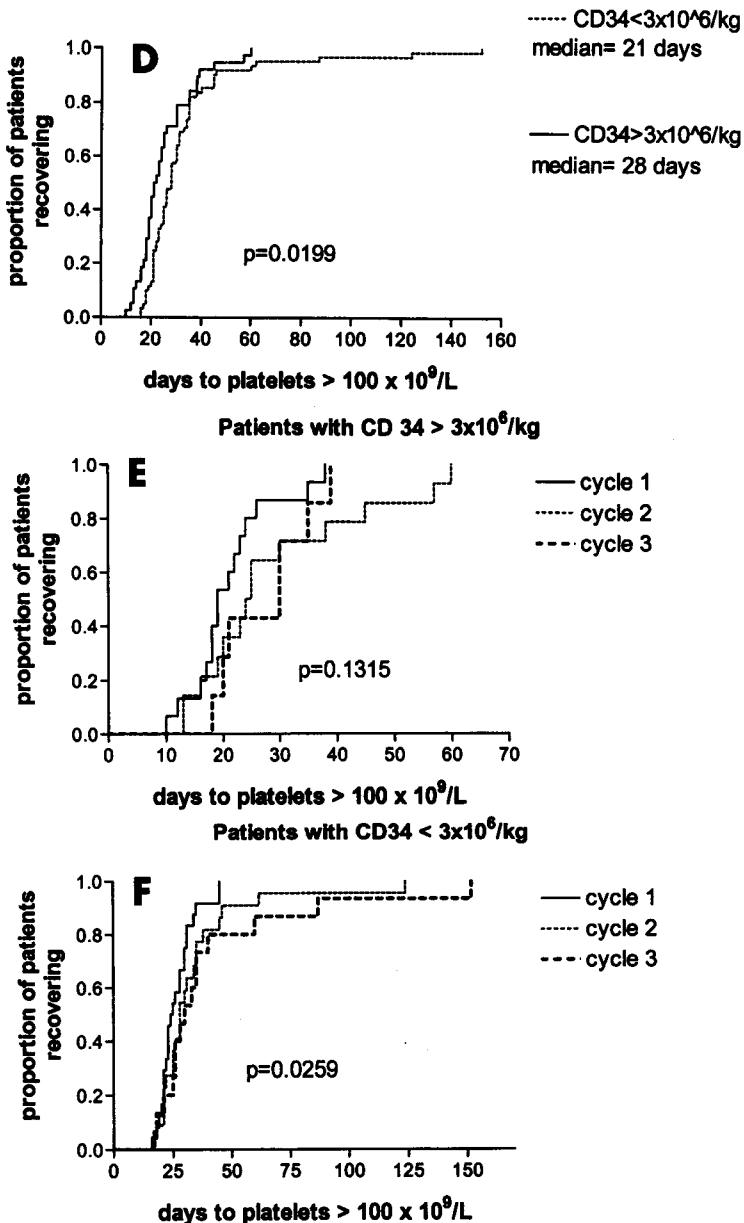 CD34<3x10^6/kg
median= 21 days
CD34>3x10^6/kg
median= 28 days
D
proportion of patients
recovering
1.0
0.8
0.6
0.4
0.2
0.0
p=0.0199
0 20 40 60 80 100 120 140 160
days to platelets > 100 x 10⁹/L
Patients with CD 34 > 3x10⁶/kg
E
cycle 1
cycle 2
cycle 3
proportion of patients
recovering
1.0
0.8
0.6
0.4
0.2
0.0
p=0.1315
0 10 20 30 40 50 60 70
days to platelets > 100 x 10⁹/L
Patients with CD34 < 3x10⁶/kg
F
cycle 1
cycle 2
cycle 3
proportion of patients
recovering
1.0
0.8
0.6
0.4
0.2
0.0
p=0.0259
0 25 50 75 100 125 150
days to platelets > 100 x 10⁹/L